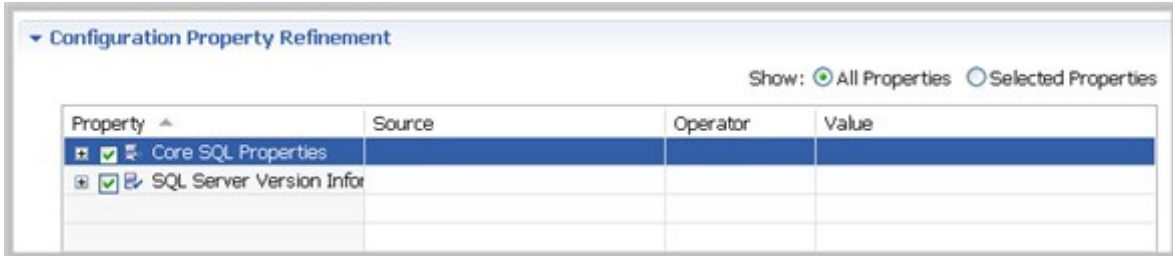 Configuration Property Refinement
Show: All Properties Selected Properties
Property Source Operator Value
Core SQL Properties
SQL Server Version Infor